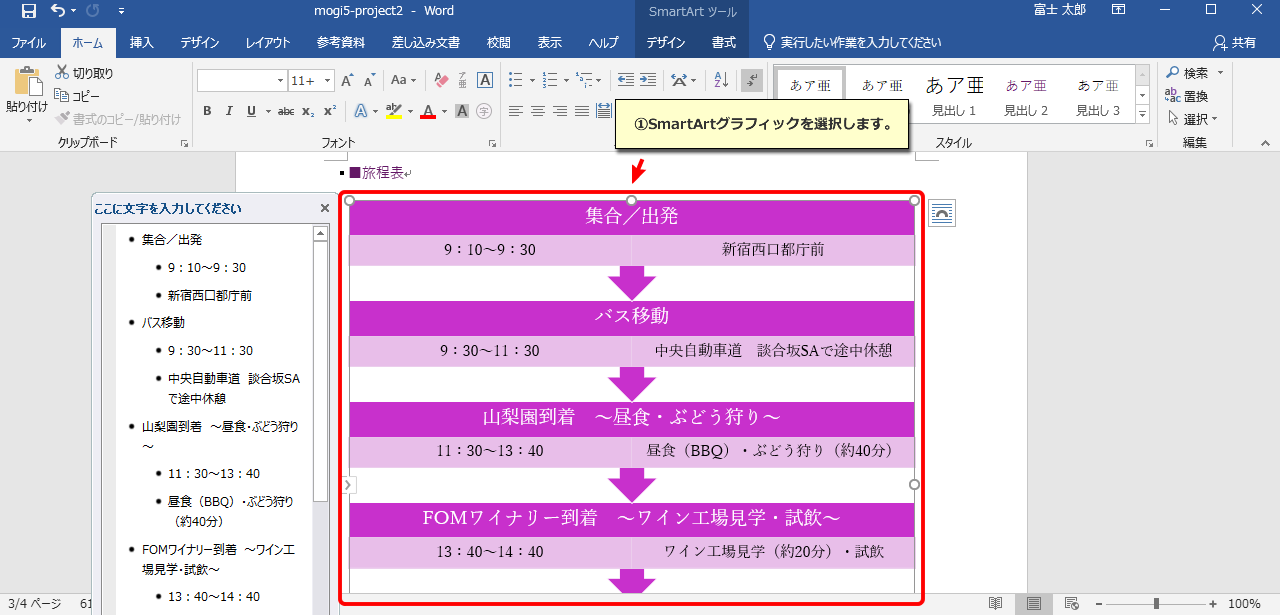 mogi5-project2 - Word
SmartArt ツール
富士 太郎
ファイル
ホーム
挿入
デザイン
レイアウト
参考資料
差し込み文書
校閲
表示
ヘルプ
デザイン
書式
実行したい作業を入力してください
共有
貼り付け
切り取り
コピー
書式のコピー/貼り付け
クリップボード
11+
Aa
A
B I U abc x₂ x²
A
A
A
字
フォント
①SmartArtグラフィックを選択します。
あア亜
あア亜
あア亜
あア亜
あア亜
見出し 1
見出し 2
見出し 3
スタイル
検索
置換
選択
編集
■旅程表
ここに文字を入力してください
集合／出発
9：10～9：30
新宿西口都庁前
バス移動
9：30～11：30
中央自動車道　談合坂SA
で途中休憩
山梨園到着　～昼食・ぶどう狩り
～
11：30～13：40
昼食（BBQ）・ぶどう狩り
（約40分）
FOMワイナリー到着　～ワイン工
場見学・試飲～
13：40～14：40
集合／出発
9：10～9：30
新宿西口都庁前
バス移動
9：30～11：30
中央自動車道　談合坂SAで途中休憩
山梨園到着　～昼食・ぶどう狩り～
11：30～13：40
昼食（BBQ）・ぶどう狩り（約40分）
FOMワイナリー到着　～ワイン工場見学・試飲～
13：40～14：40
ワイン工場見学（約20分）・試飲
3/4 ページ
100%